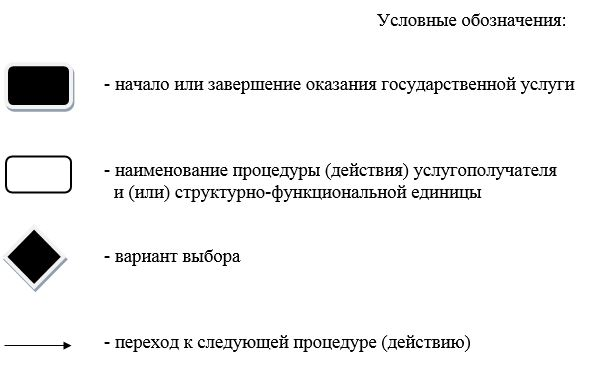 Условные обозначения:
- начало или завершение оказания государственной услуги
- наименование процедуры (действия) услугополучателя
и (или) структурно-функциональной единицы
- вариант выбора
- переход к следующей процедуре (действию)